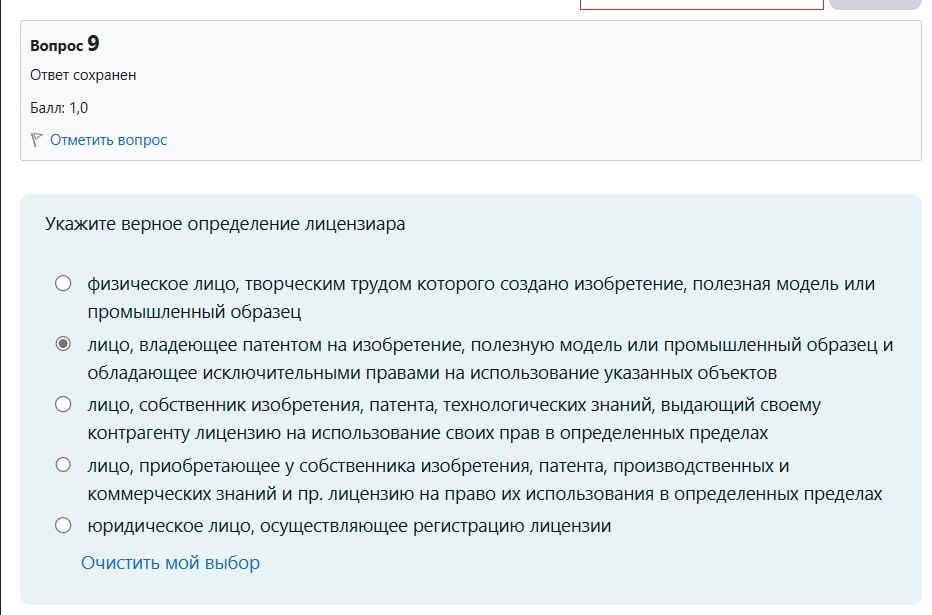 Вопрос 9
Ответ сохранен
Балл: 1,0
Отметить вопрос
Укажите верное определение лицензиара
физическое лицо, творческим трудом которого создано изобретение, полезная модель или
промышленный образец
лицо, владеющее патентом на изобретение, полезную модель или промышленный образец и
обладающее исключительными правами на использование указанных объектов
лицо, собственник изобретения, патента, технологических знаний, выдающий своему
контрагенту лицензию на использование своих прав в определенных пределах
лицо, приобретающее у собственника изобретения, патента, производственных и
коммерческих знаний и пр. лицензию на право их использования в определенных пределах
юридическое лицо, осуществляющее регистрацию лицензии
Очистить мой выбор